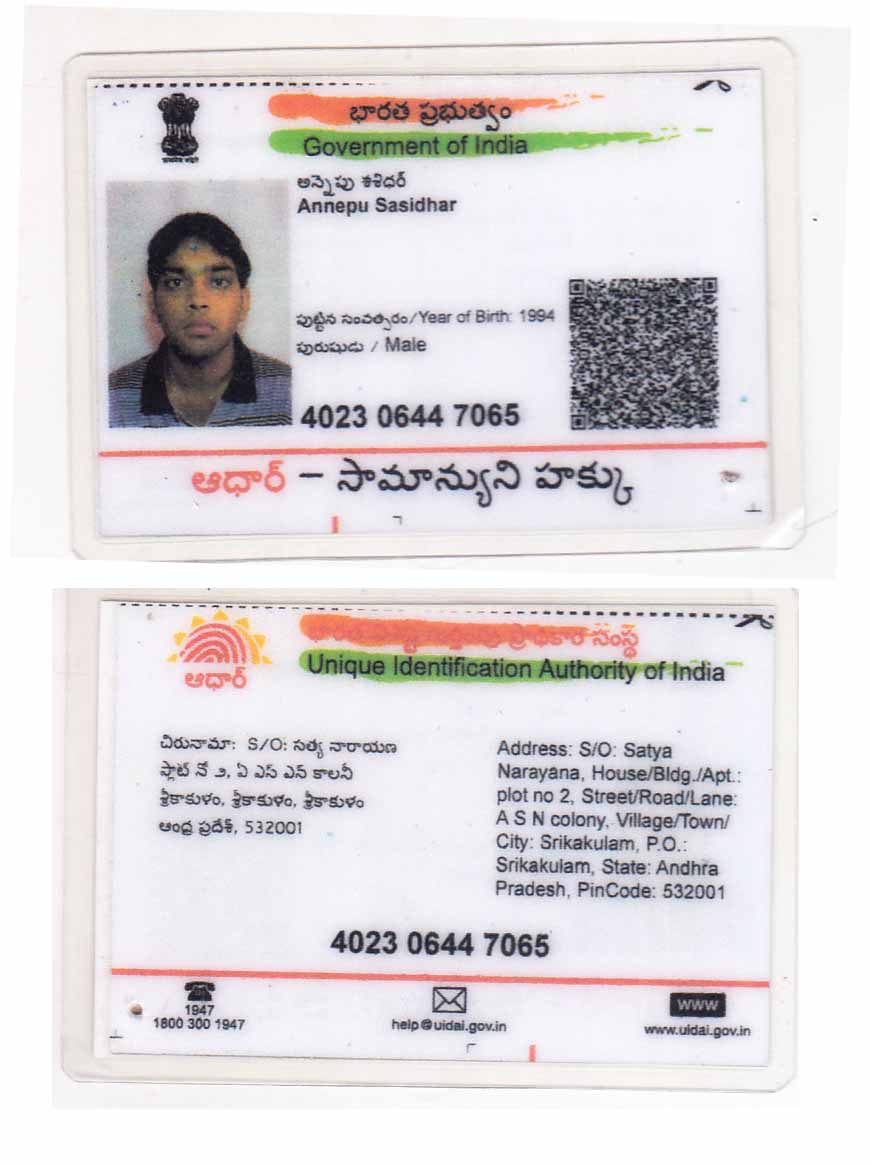 భారత ప్రభుత్వం
Government of India
అన్నెపు శశిధర్
Annepu Sasidhar
పుట్టిన సంవత్సరం/Year of Birth: 1994
పురుషుడు / Male
4023 0644 7065
ఆధార్ – సామాన్యుని హక్కు
భారత ప్రాధికార సంస్థ
Unique Identification Authority of India
ఆధార్
చిరునామా: S/O: సత్య నారాయణ
ప్లాట్ నో ౨, ఏ ఎస్ ఎన్ కాలనీ
శ్రీకాకుళం, శ్రీకాకుళం, శ్రీకాకుళం
ఆంధ్ర ప్రదేశ్, 532001
Address: S/O: Satya
Narayana, House/Bldg./Apt.:
plot no 2, Street/Road/Lane:
A S N colony, Village/Town/
City: Srikakulam, P.O.:
Srikakulam, State: Andhra
Pradesh, PinCode: 532001
4023 0644 7065
1947
1800 300 1947
help@uidai.gov.in
www
www.uidai.gov.in